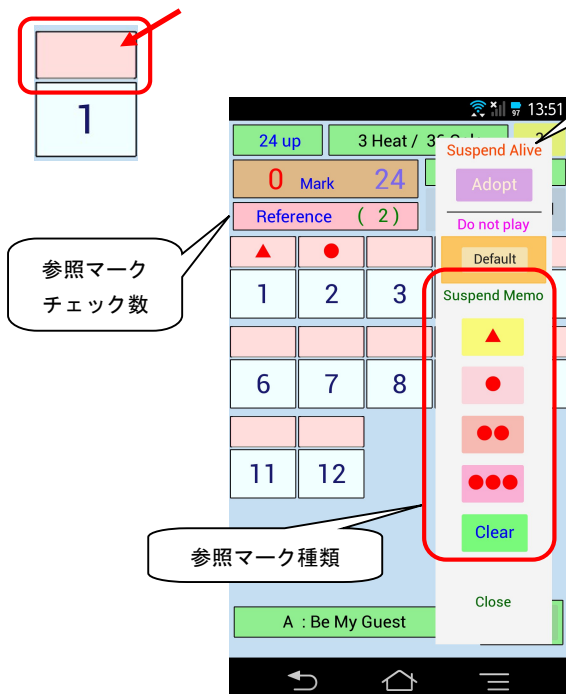 1
97 13:51
24 up
3 Heat / 3
Suspend Alive
0 Mark 24
Adopt
Reference ( 2 )
Do not play
Default
参照マーク
チェック数
▲ ●
1 2 3
Suspend Memo
▲
6 7 8
●
●●
11 12
●●●
Clear
参照マーク種類
Close
A : Be My Guest